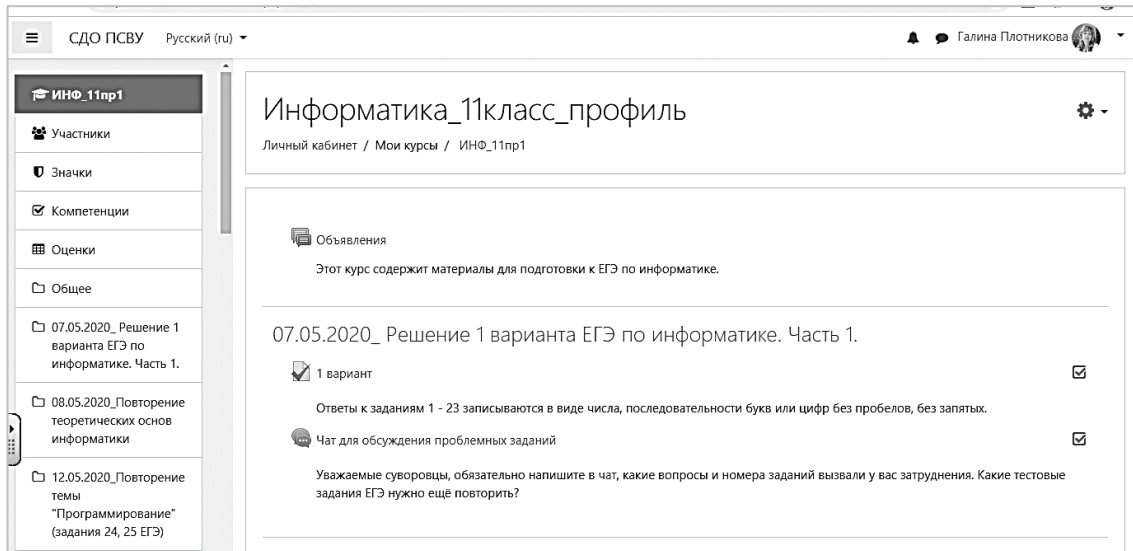 СДО ПСВУ Русский (ru)
Галина Плотникова
ИНФ_11пр1
Участники
Значки
Компетенции
Оценки
Общее
07.05.2020_ Решение 1
варианта ЕГЭ по
информатике. Часть 1.
08.05.2020_Повторение
теоретических основ
информатики
12.05.2020_Повторение
темы
"Программирование"
(задания 24, 25 ЕГЭ)
Информатика_11класс_профиль
Личный кабинет / Мои курсы / ИНФ_11пр1
Объявления
Этот курс содержит материалы для подготовки к ЕГЭ по информатике.
07.05.2020_ Решение 1 варианта ЕГЭ по информатике. Часть 1.
1 вариант
Ответы к заданиям 1 - 23 записываются в виде числа, последовательности букв или цифр без пробелов, без запятых.
Чат для обсуждения проблемных заданий
Уважаемые суворовцы, обязательно напишите в чат, какие вопросы и номера заданий вызвали у вас затруднения. Какие тестовые
задания ЕГЭ нужно ещё повторить?